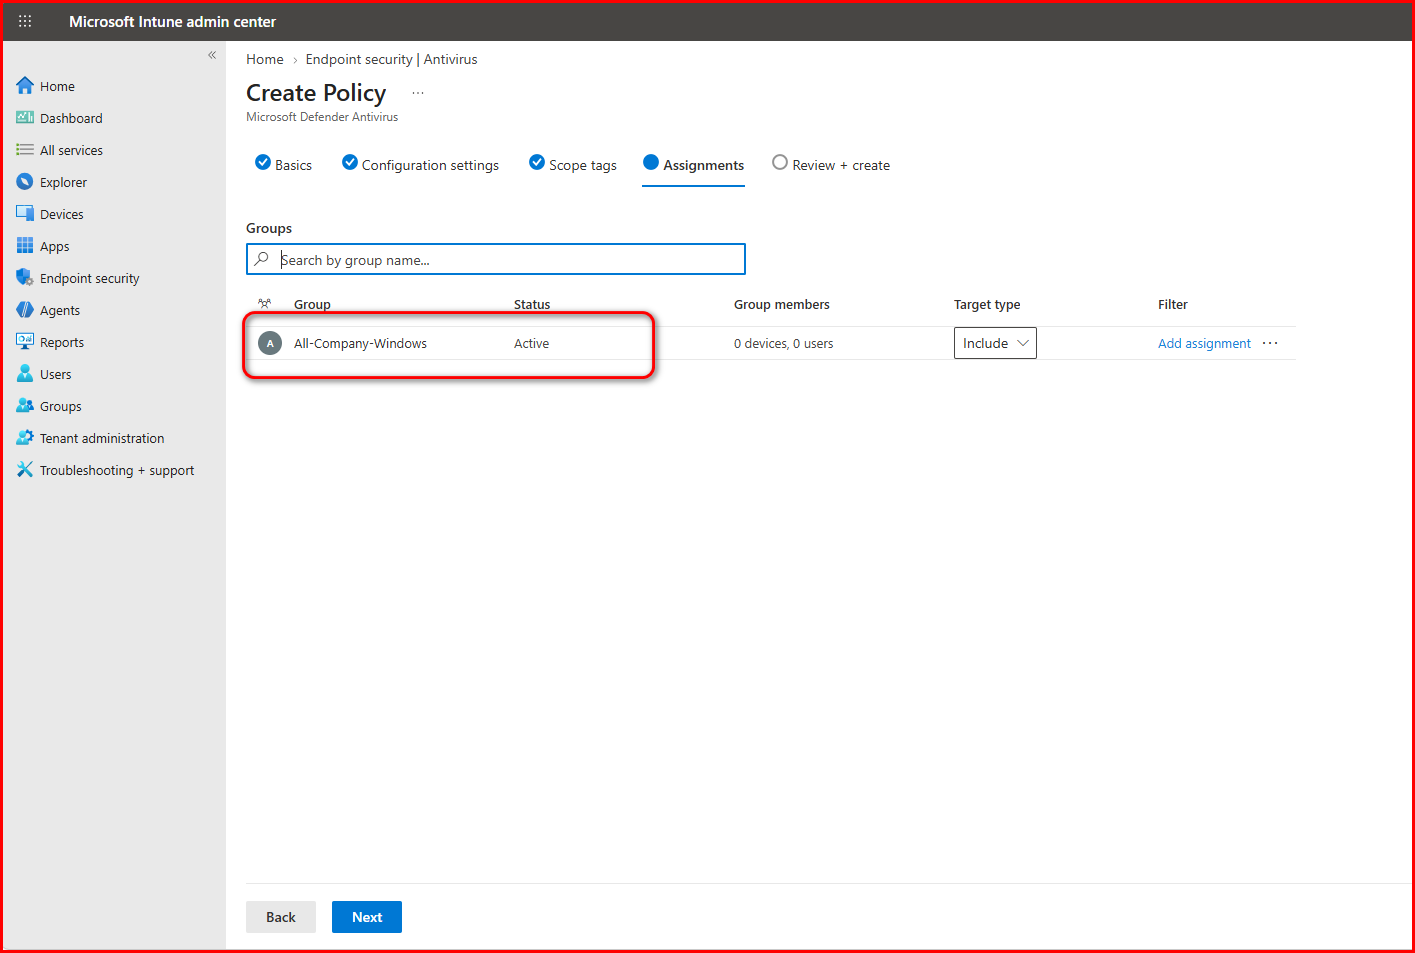 Microsoft Intune admin center
Home
Dashboard
All services
Explorer
Devices
Apps
Endpoint security
Agents
Reports
Users
Groups
Tenant administration
Troubleshooting + support
Home › Endpoint security | Antivirus
Create Policy ...
Microsoft Defender Antivirus
Basics Configuration settings Scope tags Assignments Review + create
Groups
Search by group name...
Group Status Group members Target type Filter
A All-Company-Windows Active 0 devices, 0 users Include Add assignment ...
Back Next